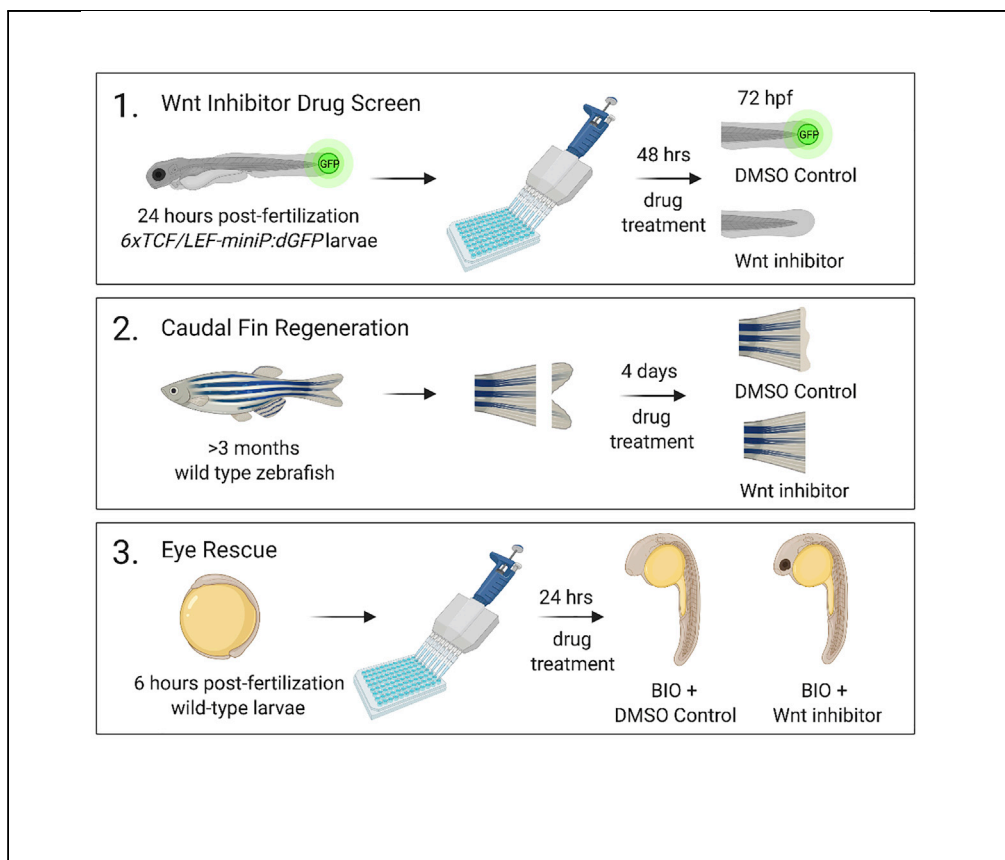 1. Wnt Inhibitor Drug Screen
GFP
24 hours post-fertilization
6xTCF/LEF-miniP:dGFP larvae
48 hrs
drug
treatment
72 hpf
GFP
DMSO Control
Wnt inhibitor
2. Caudal Fin Regeneration
>3 months
wild type zebrafish
4 days
drug
treatment
DMSO Control
Wnt inhibitor
3. Eye Rescue
6 hours post-fertilization
wild-type larvae
24 hrs
drug
treatment
BIO +
DMSO Control
BIO +
Wnt inhibitor